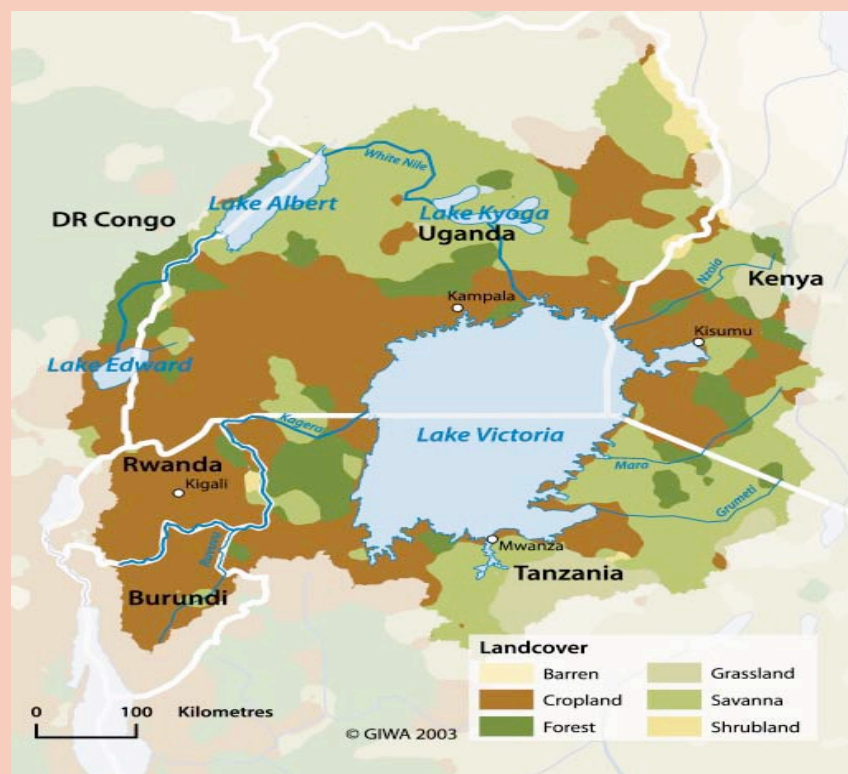 White Nile
Lake Albert
Lake Kyoga
DR Congo
Uganda
Nzoia
Kenya
Kampala
Kisumu
Lake Edward
Kagera
Lake Victoria
Rwanda
Kigali
Mara
Grumeti
Ruvuvu
Mwanza
Tanzania
Burundi
Landcover
Barren
Grassland
Cropland
Savanna
Forest
Shrubland
0 100 Kilometres
© GIWA 2003